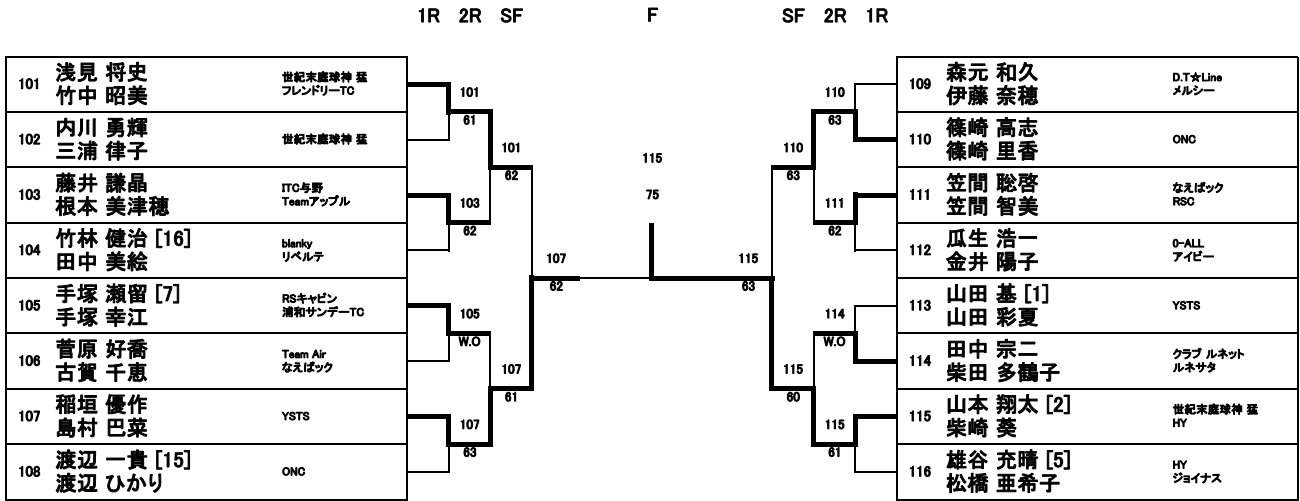 1R 2R SF F SF 2R 1R
101 浅見 将史 世紀末庭球神 猛
竹中 昭美 フレンドリーTC
102 内川 勇輝 世紀末庭球神 猛
三浦 律子
103 藤井 謙晶 ITC与野
根本 美津穂 Teamアップル
104 竹林 健治 [16] blanky
田中 美絵 リベルテ
105 手塚 瀬留 [7] RSキャビン
手塚 幸江 浦和サンデーTC
106 菅原 好喬 Team Air
古賀 千恵 なえばック
107 稲垣 優作 YSTS
島村 巴菜
108 渡辺 一貴 [15] ONC
渡辺 ひかり
101
61
103
62
105
W.O
107
63
101
62
107
61
107
62
115
75
115
63
110
63
115
60
110
63
111
62
114
W.O
115
61
109 森元 和久 D.T☆Line
伊藤 奈穂 メルシー
110 篠崎 高志 ONC
篠崎 里香
111 笠間 聡啓 なえばック
笠間 智美 RSC
112 瓜生 浩一 O-ALL
金井 陽子 アイビー
113 山田 基 [1] YSTS
山田 彩夏
114 田中 宗二 クラブ ルネット
柴田 多鶴子 ルネサタ
115 山本 翔太 [2] 世紀末庭球神 猛
柴崎 葵 HY
116 雄谷 充晴 [5] HY
松橋 亜希子 ジョイナス